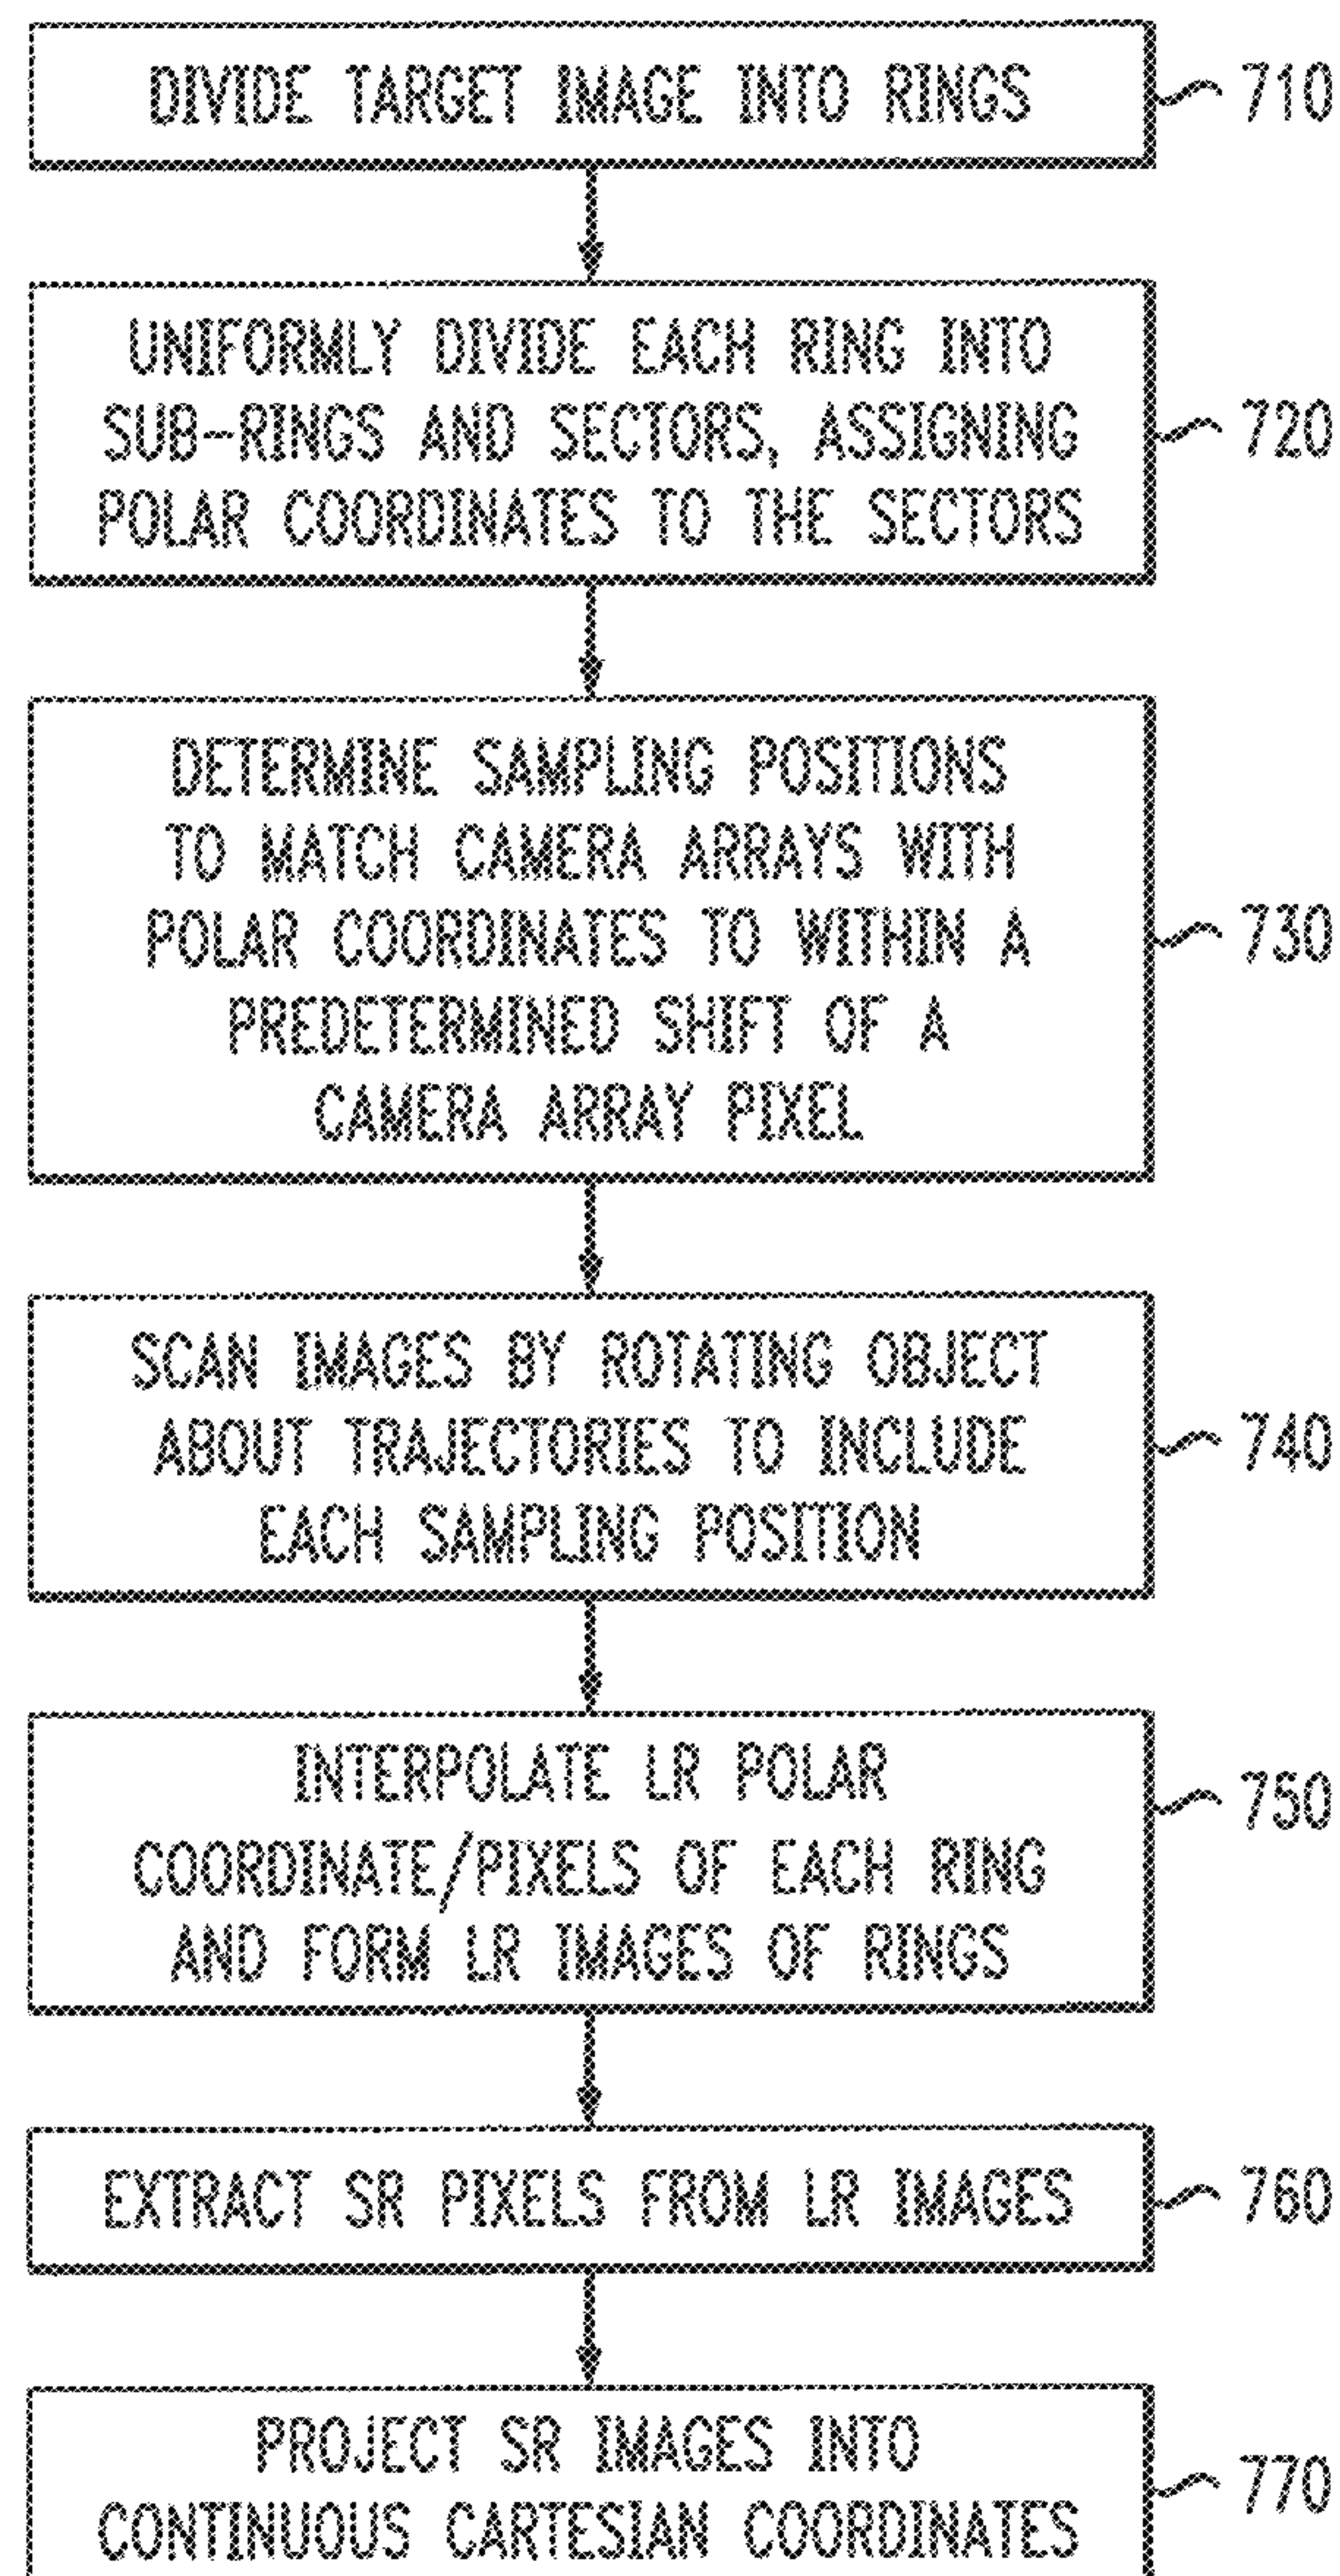 DIVIDE TARGET IMAGE INTO RINGS
710
UNIFORMLY DIVIDE EACH RING INTO
SUB-RINGS AND SECTORS, ASSIGNING
POLAR COORDINATES TO THE SECTORS
720
DETERMINE SAMPLING POSITIONS
TO MATCH CAMERA ARRAYS WITH
POLAR COORDINATES TO WITHIN A
PREDETERMINED SHIFT OF A
CAMERA ARRAY PIXEL
730
SCAN IMAGES BY ROTATING OBJECT
ABOUT TRAJECTORIES TO INCLUDE
EACH SAMPLING POSITION
740
INTERPOLATE LR POLAR
COORDINATE/PIXELS OF EACH RING
AND FORM LR IMAGES OF RINGS
750
EXTRACT SR PIXELS FROM LR IMAGES
760
PROJECT SR IMAGES INTO
CONTINUOUS CARTESIAN COORDINATES
770